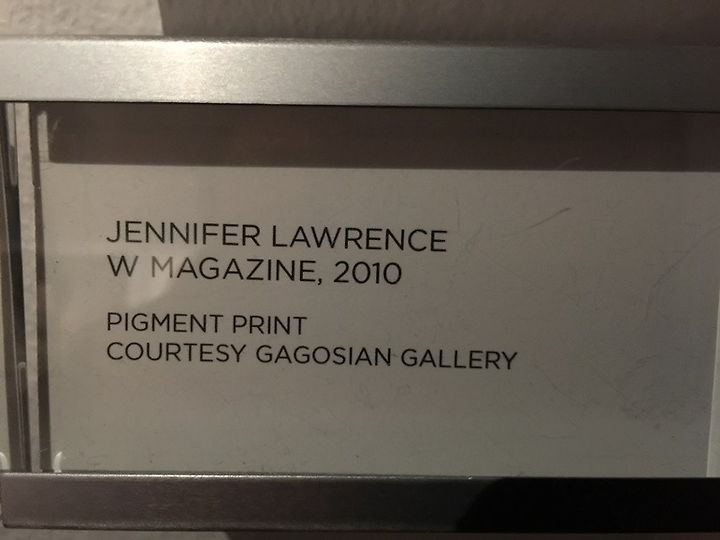 JENNIFER LAWRENCE
W MAGAZINE, 2010
PIGMENT PRINT
COURTESY GAGOSIAN GALLERY